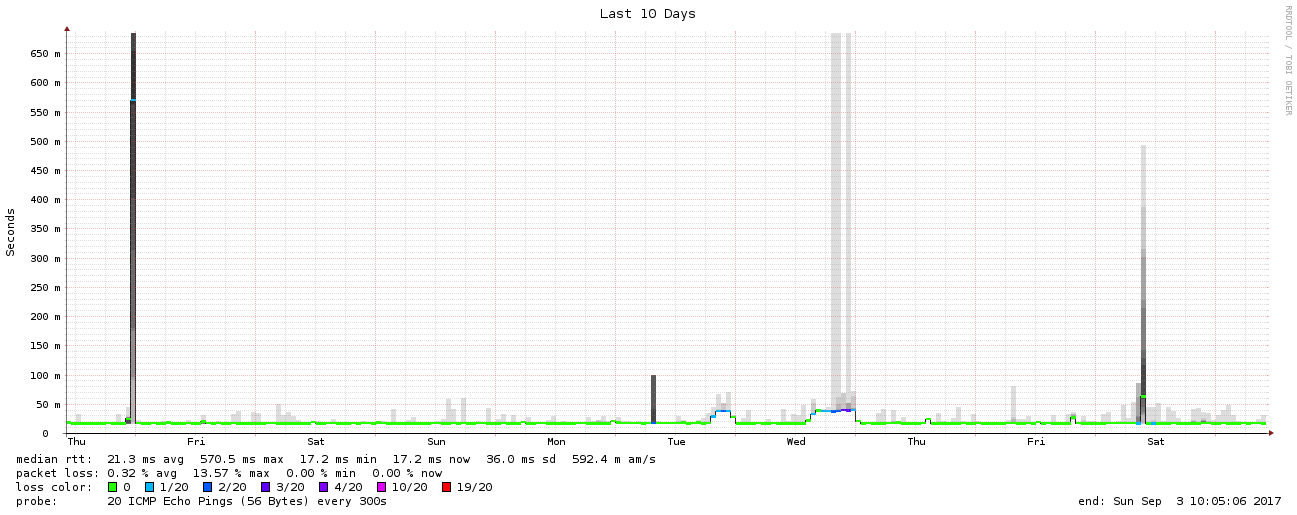 Last 10 Days
RRDTOOL / TOBI OETIKER
Seconds
650 m
600 m
550 m
500 m
450 m
400 m
350 m
300 m
250 m
200 m
150 m
100 m
50 m
0
Thu Fri Sat Sun Mon Tue Wed Thu Fri Sat
median rtt: 21.3 ms avg 570.5 ms max 17.2 ms min 17.2 ms now 36.0 ms sd 592.4 m am/s
packet loss: 0.32 % avg 13.57 % max 0.00 % min 0.00 % now
loss color: 0 1/20 2/20 3/20 4/20 10/20 19/20
probe: 20 ICMP Echo Pings (56 Bytes) every 300s end: Sun Sep 3 10:05:06 2017